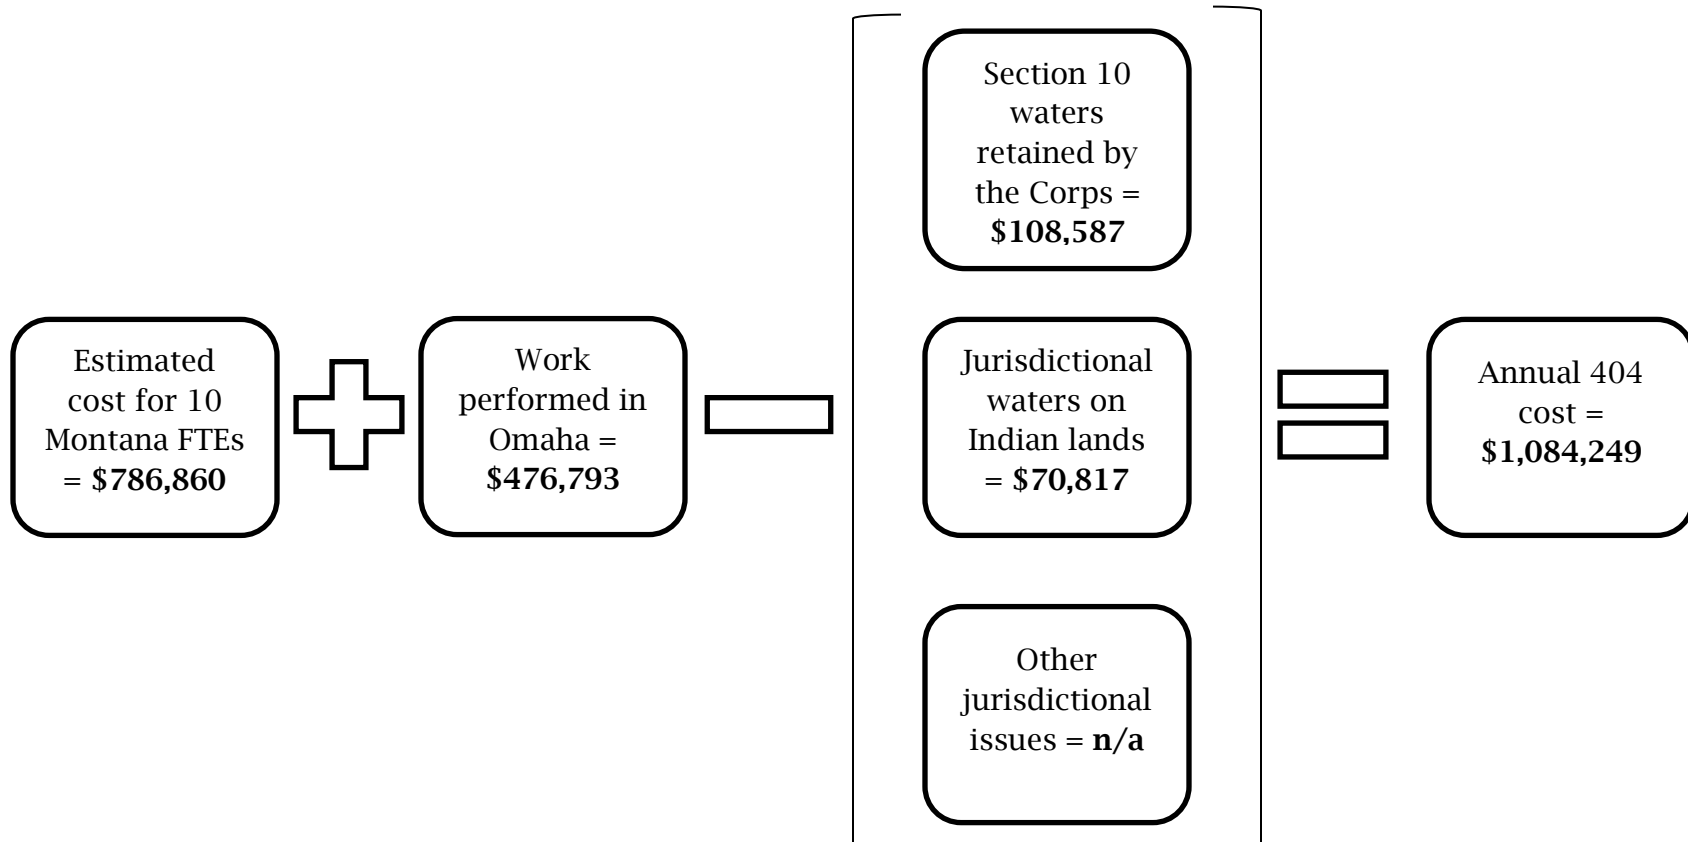 Estimated
cost for 10
Montana FTEs
= $786,860
Work
performed in
Omaha =
$476,793
Section 10
waters
retained by
the Corps =
$108,587
Jurisdictional
waters on
Indian lands
= $70,817
Other
jurisdictional
issues = n/a
Annual 404
cost =
$1,084,249